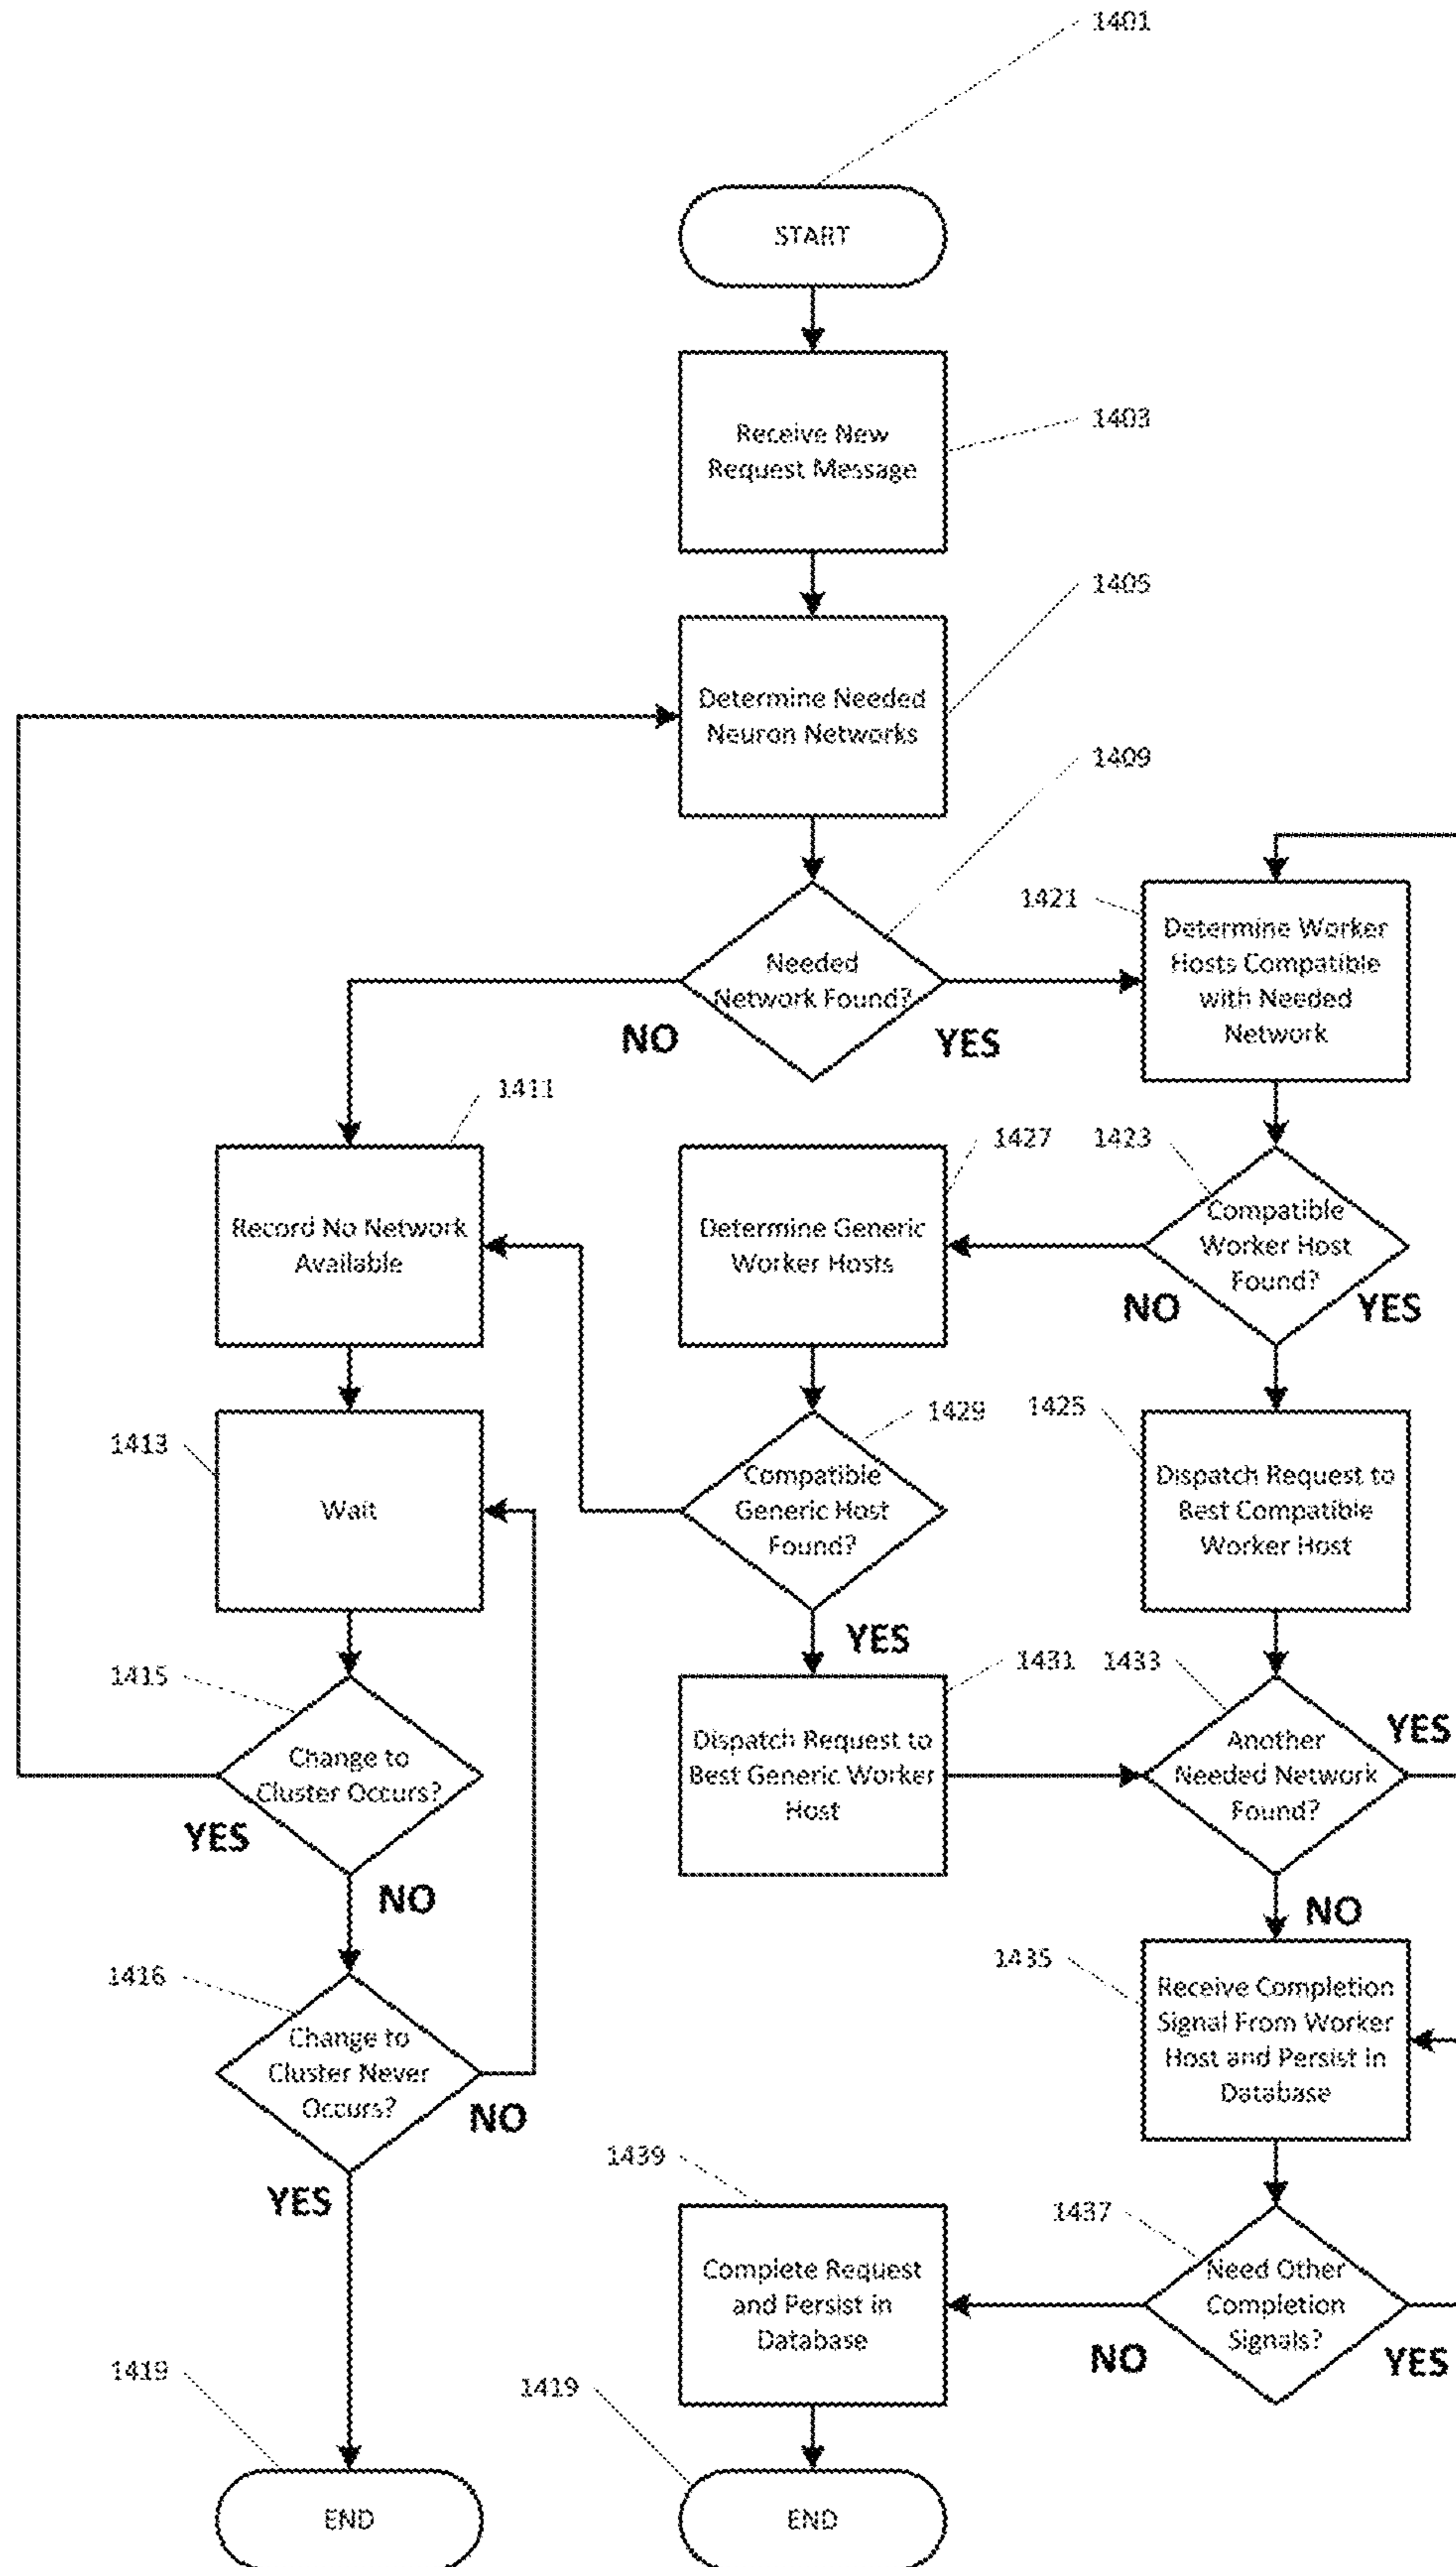 1401
START
Receive New
Request Message
1403
1405
Determine Needed
Neuron Networks
1409
1421
Needed
Network Found?
NO
YES
Determine Worker
Hosts Compatible
with Needed
Network
1411
1427
1423
Record No Network
Available
Determine Generic
Worker Hosts
Compatible
Worker Host
Found?
NO
YES
1413
1429
1425
Wait
Compatible
Generic Host
Found?
Dispatch Request to
Best Compatible
Worker Host
YES
1415
1431
1433
Change to
Cluster Occurs?
YES
NO
Dispatch Request to
Best Generic Worker
Host
Another
Needed Network
Found?
YES
NO
1416
1435
Change to
Cluster Never
Occurs?
NO
YES
Receive Completion
Signal From Worker
Host and Persist in
Database
1439
1437
Complete Request
and Persist in
Database
Need Other
Completion
Signals?
NO
YES
1419
1419
END
END